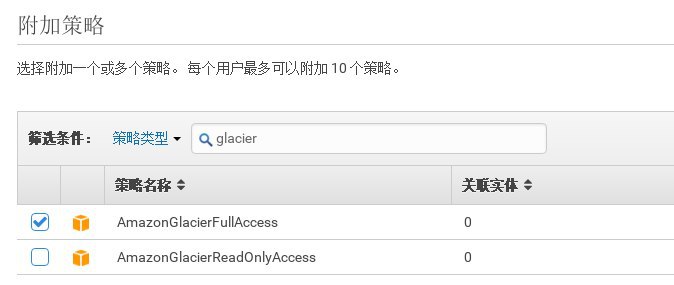 附加策略
选择附加一个或多个策略。每个用户最多可以附加 10 个策略。
筛选条件： 策略类型 glacier
策略名称 关联实体
AmazonGlacierFullAccess 0
AmazonGlacierReadOnlyAccess 0